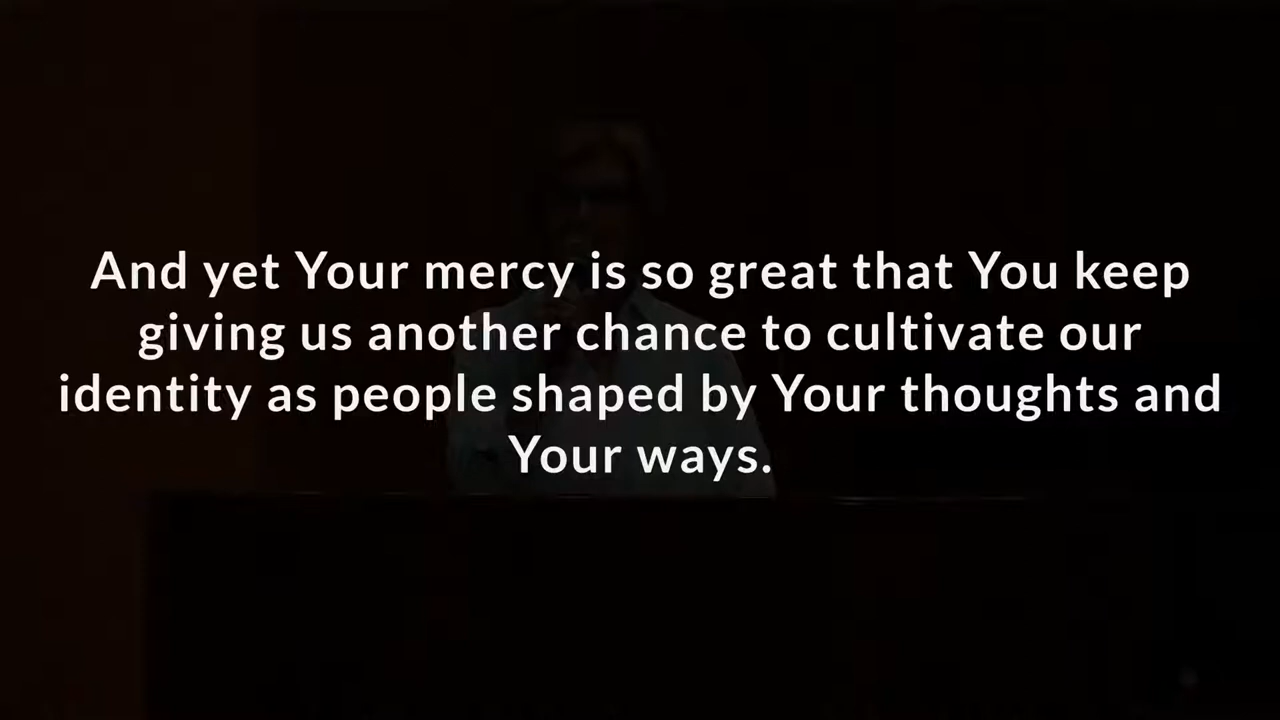 And yet Your mercy is so great that You keep
giving us another chance to cultivate our
identity as people shaped by Your thoughts and
Your ways.